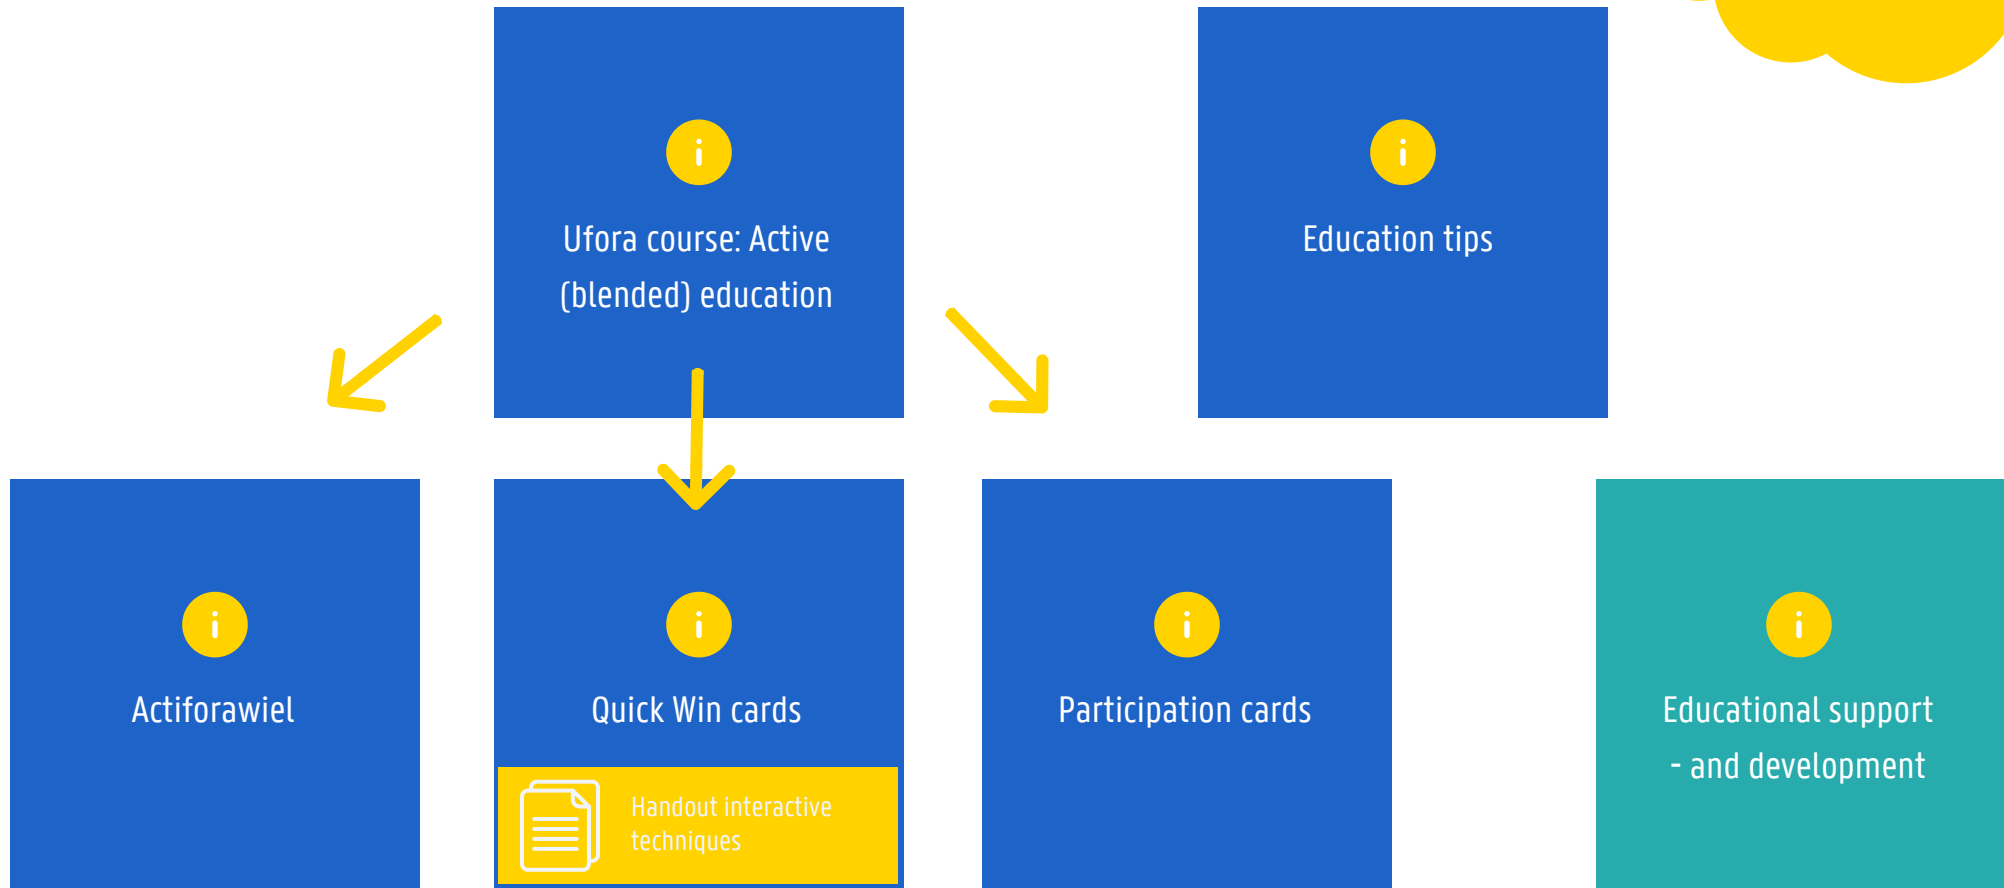 Ufora course: Active
(blended) education
Education tips
Actiforawiel
Quick Win cards
Handout interactive
techniques
Participation cards
Educational support
- and development